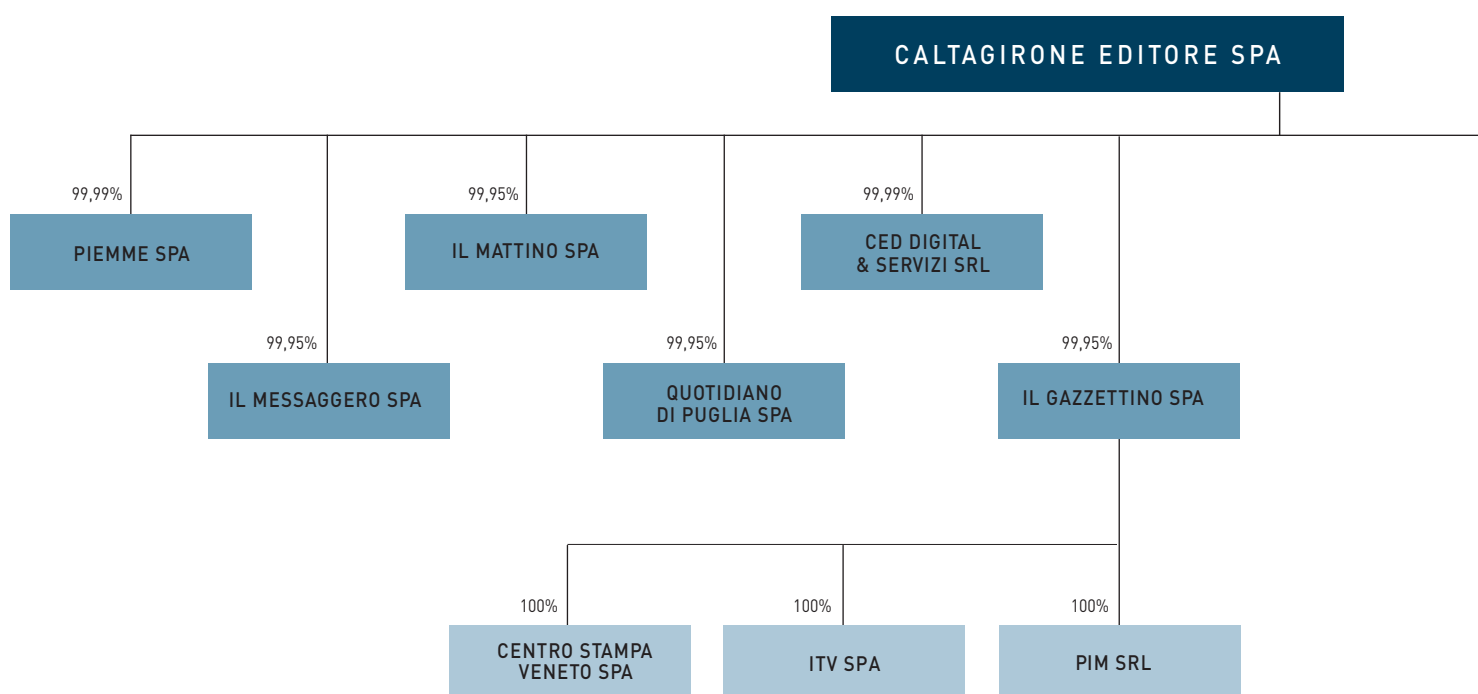 CALTAGIRONE EDITORE SPA
99,99%
99,95%
99,99%
PIEMME SPA
IL MATTINO SPA
CED DIGITAL
& SERVIZI SRL
99,95%
99,95%
99,95%
IL MESSAGGERO SPA
QUOTIDIANO
DI PUGLIA SPA
IL GAZZETTINO SPA
100%
100%
100%
CENTRO STAMPA
VENETO SPA
ITV SPA
PIM SRL